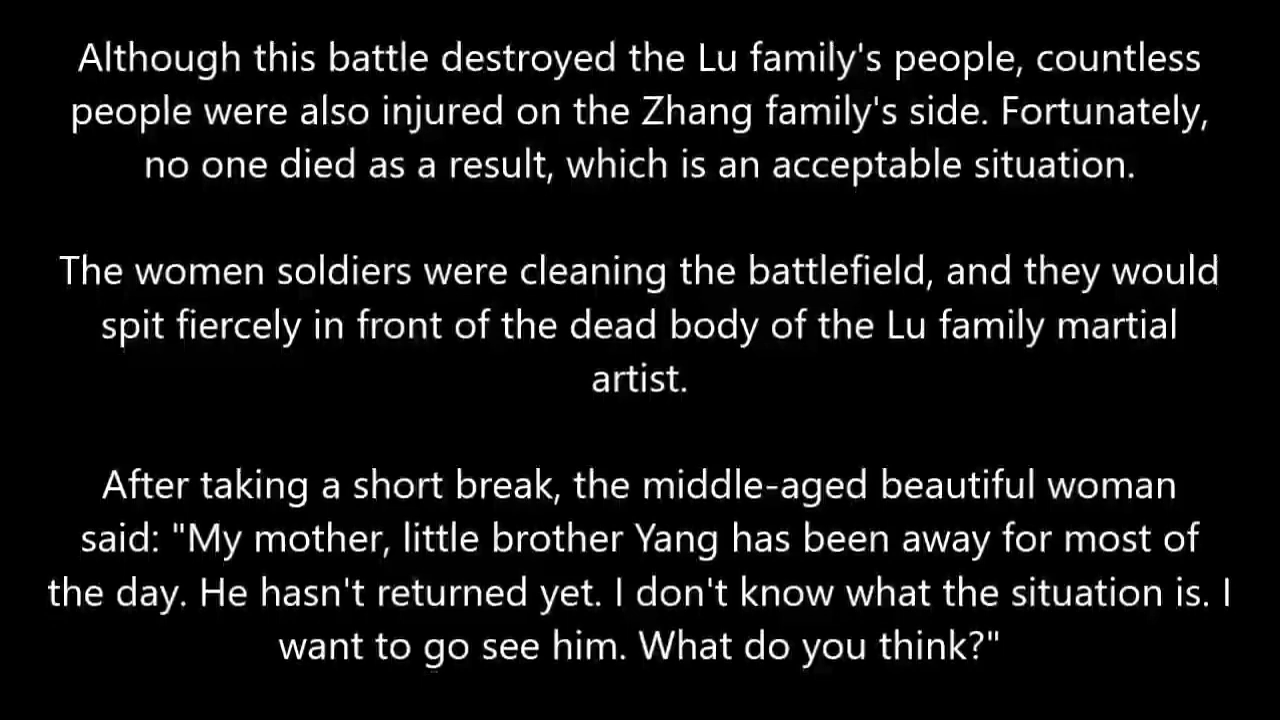 Although this battle destroyed the Lu family's people, countless
people were also injured on the Zhang family's side. Fortunately,
no one died as a result, which is an acceptable situation.
The women soldiers were cleaning the battlefield, and they would
spit fiercely in front of the dead body of the Lu family martial
artist.
After taking a short break, the middle-aged beautiful woman
said: "My mother, little brother Yang has been away for most of
the day. He hasn't returned yet. I don't know what the situation is. I
want to go see him. What do you think?"